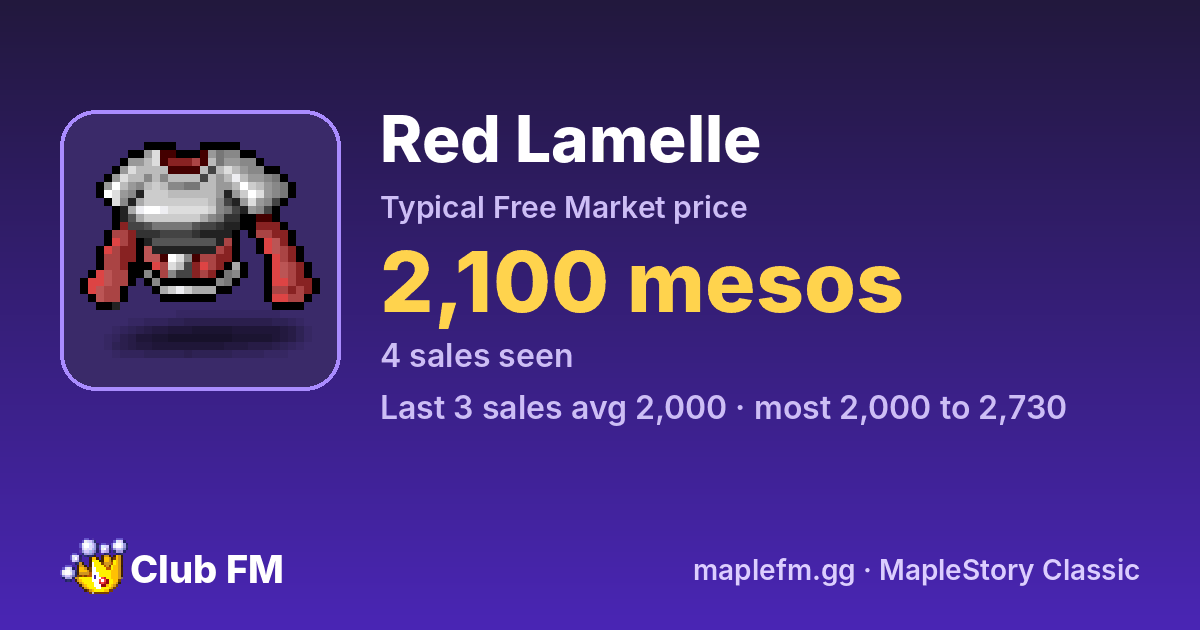 Red Lamelle
Typical Free Market price
2,100 mesos
4 sales seen
Last 3 sales avg 2,000 · most 2,000 to 2,730
Club FM
maplefm.gg · MapleStory Classic